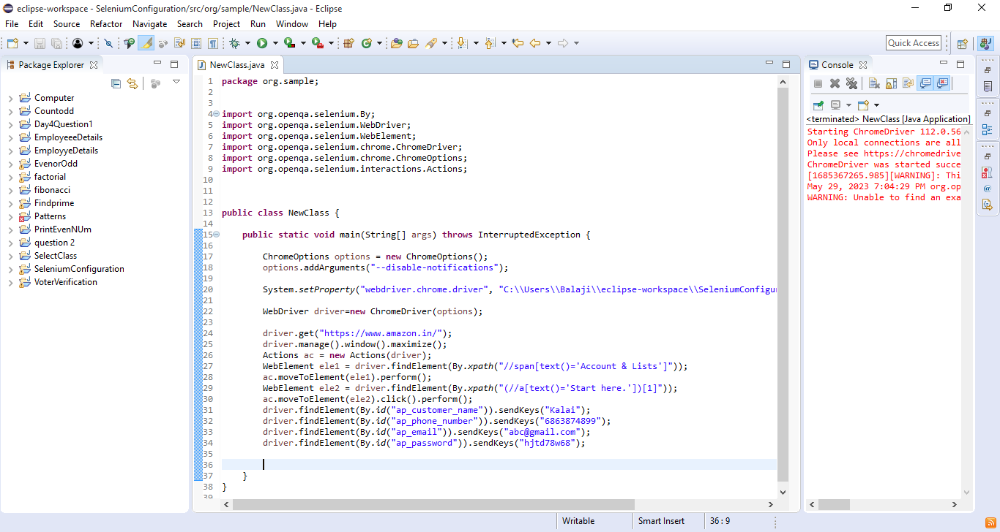 eclipse-workspace - SeleniumConfiguration/src/org/sample/NewClass.java - Eclipse
File Edit Source Refactor Navigate Search Project Run Window Help
Quick Access
Package Explorer
Computer
Countodd
Day4Question1
EmployeeeDetails
EmployyeDetails
EvenorOdd
factorial
fibonacci
Findprime
Patterns
PrintEvenNUm
question 2
SelectClass
SeleniumConfiguration
VoterVerification
NewClass.java
1 package org.sample;
2
3
4 import org.openqa.selenium.By;
5 import org.openqa.selenium.WebDriver;
6 import org.openqa.selenium.WebElement;
7 import org.openqa.selenium.chrome.ChromeDriver;
8 import org.openqa.selenium.chrome.ChromeOptions;
9 import org.openqa.selenium.interactions.Actions;
10
11
12
13 public class NewClass {
14
15 public static void main(String[] args) throws InterruptedException {
16
17 ChromeOptions options = new ChromeOptions();
18 options.addArguments("--disable-notifications");
19
20 System.setProperty("webdriver.chrome.driver", "C:\\Users\\Balaji\\eclipse-workspace\\SeleniumConfigu
21
22 WebDriver driver=new ChromeDriver(options);
23
24 driver.get("https://www.amazon.in/");
25 driver.manage().window().maximize();
26 Actions ac = new Actions(driver);
27 WebElement ele1 = driver.findElement(By.xpath("//span[text()='Account & Lists']"));
28 ac.moveToElement(ele1).perform();
29 WebElement ele2 = driver.findElement(By.xpath("(//a[text()='Start here.'])[1]"));
30 ac.moveToElement(ele2).click().perform();
31 driver.findElement(By.id("ap_customer_name")).sendKeys("Kalai");
32 driver.findElement(By.id("ap_phone_number")).sendKeys("6863874899");
33 driver.findElement(By.id("ap_email")).sendKeys("abc@gmail.com");
34 driver.findElement(By.id("ap_password")).sendKeys("hjtd78w68");
35
36
37 }
38 }
39
Console
<terminated> NewClass [Java Application]
Starting ChromeDriver 112.0.56
Only local connections are all
Please see https://chromedrive
ChromeDriver was started succe
[1685367265.985][WARNING]: Thi
May 29, 2023 7:04:29 PM org.op
WARNING: Unable to find an exa
Writable Smart Insert 36 : 9